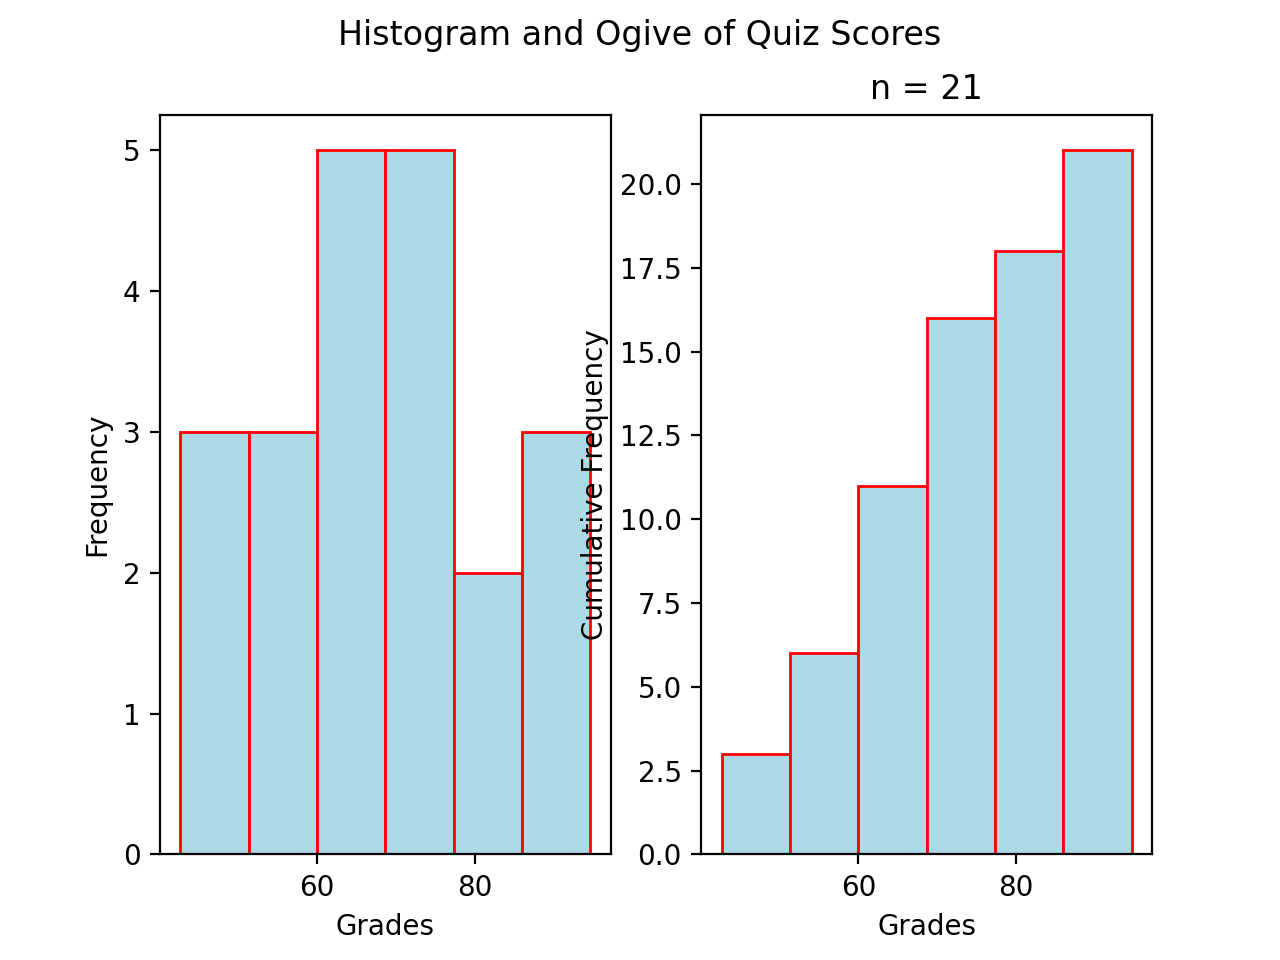 Histogram and Ogive of Quiz Scores
5
4
3
2
1
0
Frequency
60 80
Grades
n = 21
20.0
17.5
15.0
12.5
10.0
7.5
5.0
2.5
0.0
Cumulative Frequency
60 80
Grades